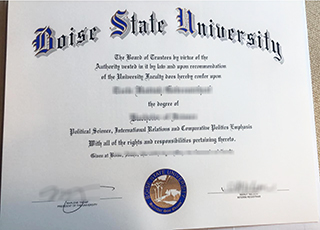 Boise State University
The Board of Trustees by virtue of the
Authority vested in it by law and upon recommendation
of the University Faculty does hereby confer upon
the degree of
Political Science, International Relations and Comparative Politics Emphasis
With all of the rights and responsibilities pertaining thereto.
Given at Boise,